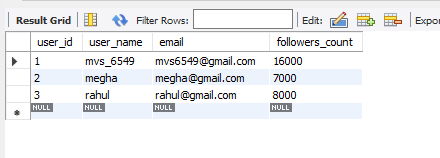 Result Grid Filter Rows: Edit: Expor
user_id user_name email followers_count
1 mvs_6549 mvs6549@gmail.com 16000
2 megha megha@gmail.com 7000
3 rahul rahul@gmail.com 8000
NULL NULL NULL NULL